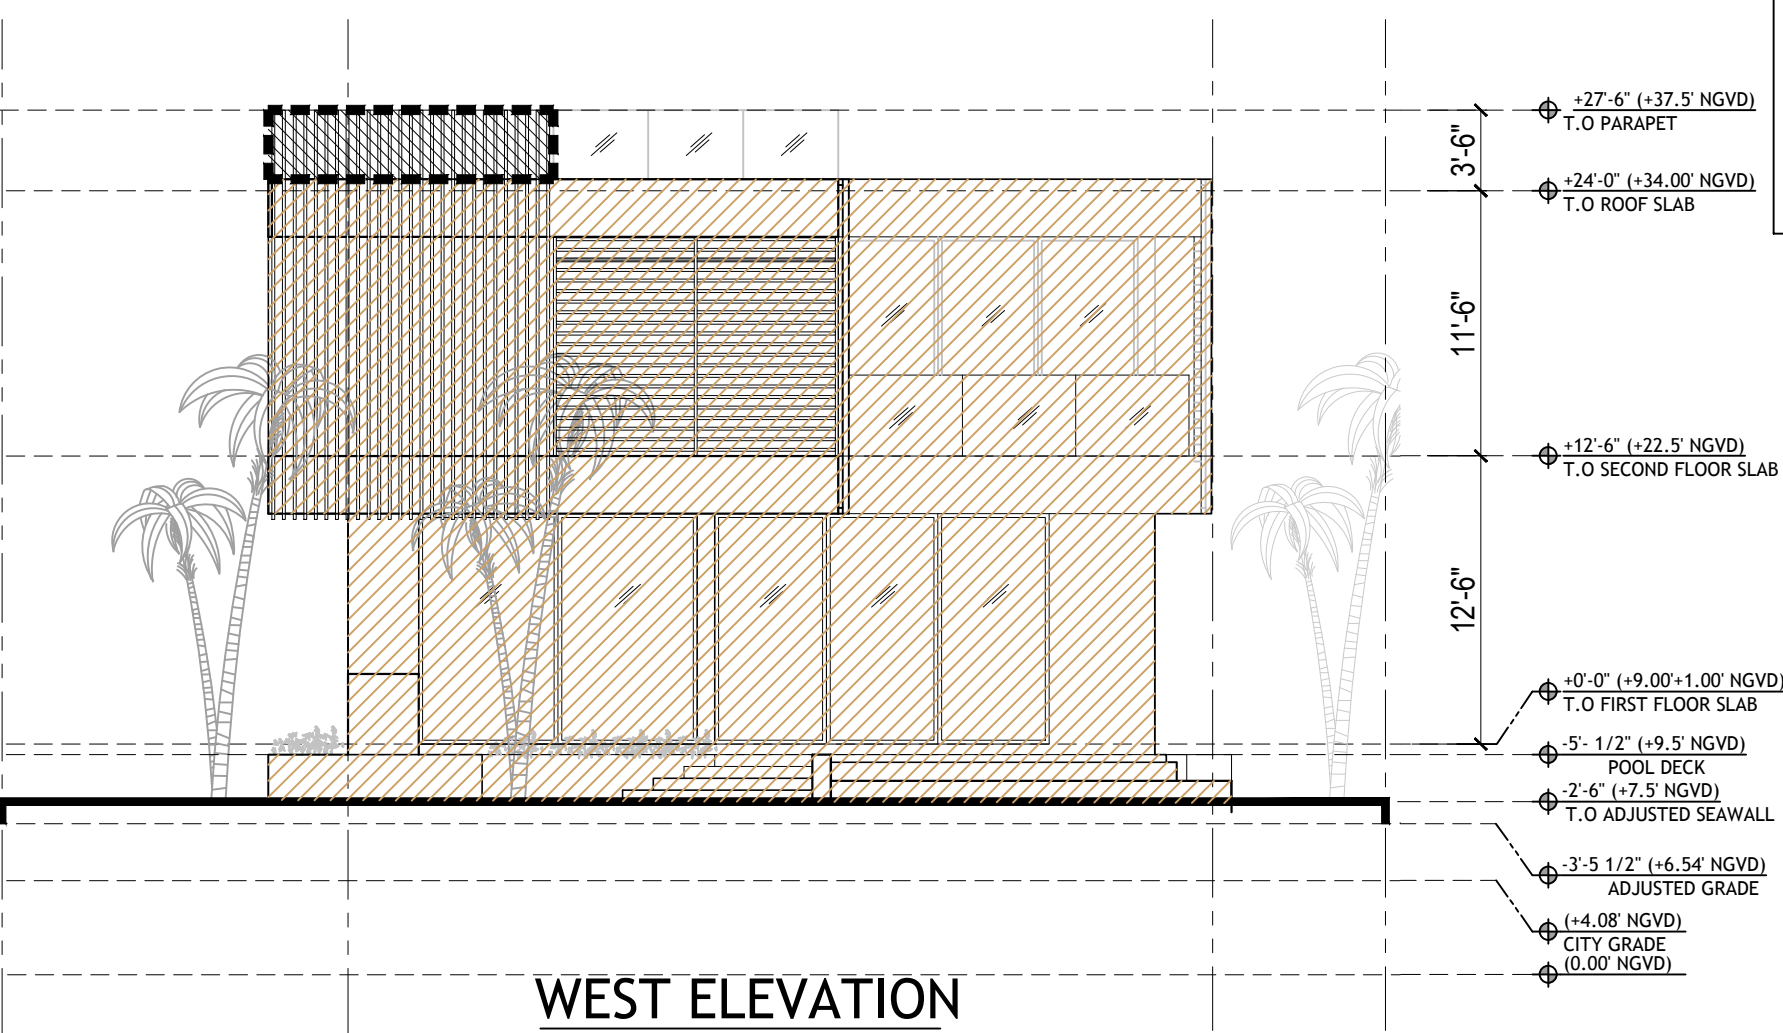 +27'-6" (+37.5' NGVD)
T.O PARAPET
3'-6"
+24'-0" (+34.00' NGVD)
T.O ROOF SLAB
11'-6"
+12'-6" (+22.5' NGVD)
T.O SECOND FLOOR SLAB
12'-6"
+0'-0" (+9.00'+1.00' NGVD)
T.O FIRST FLOOR SLAB
-5'- 1/2" (+9.5' NGVD)
POOL DECK
-2'-6" (+7.5' NGVD)
T.O ADJUSTED SEAWALL
-3'-5 1/2" (+6.54' NGVD)
ADJUSTED GRADE
(+4.08' NGVD)
CITY GRADE
(0.00' NGVD)
WEST ELEVATION